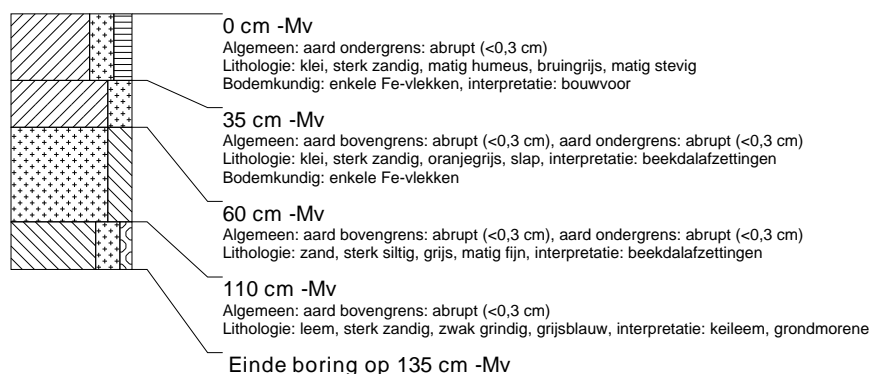 0 cm -Mv
Algemeen: aard ondergrens: abrupt (<0,3 cm)
Lithologie: klei, sterk zandig, matig humeus, bruingrijs, matig stevig
Bodemkundig: enkele Fe-vlekken, interpretatie: bouwvoor
35 cm -Mv
Algemeen: aard bovengrens: abrupt (<0,3 cm), aard ondergrens: abrupt (<0,3 cm)
Lithologie: klei, sterk zandig, oranjegrijs, slap, interpretatie: beekdalafzettingen
Bodemkundig: enkele Fe-vlekken
60 cm -Mv
Algemeen: aard bovengrens: abrupt (<0,3 cm), aard ondergrens: abrupt (<0,3 cm)
Lithologie: zand, sterk siltig, grijs, matig fijn, interpretatie: beekdalafzettingen
110 cm -Mv
Algemeen: aard bovengrens: abrupt (<0,3 cm)
Lithologie: leem, sterk zandig, zwak grindig, grijsblauw, interpretatie: keileem, grondmorene
Einde boring op 135 cm -Mv